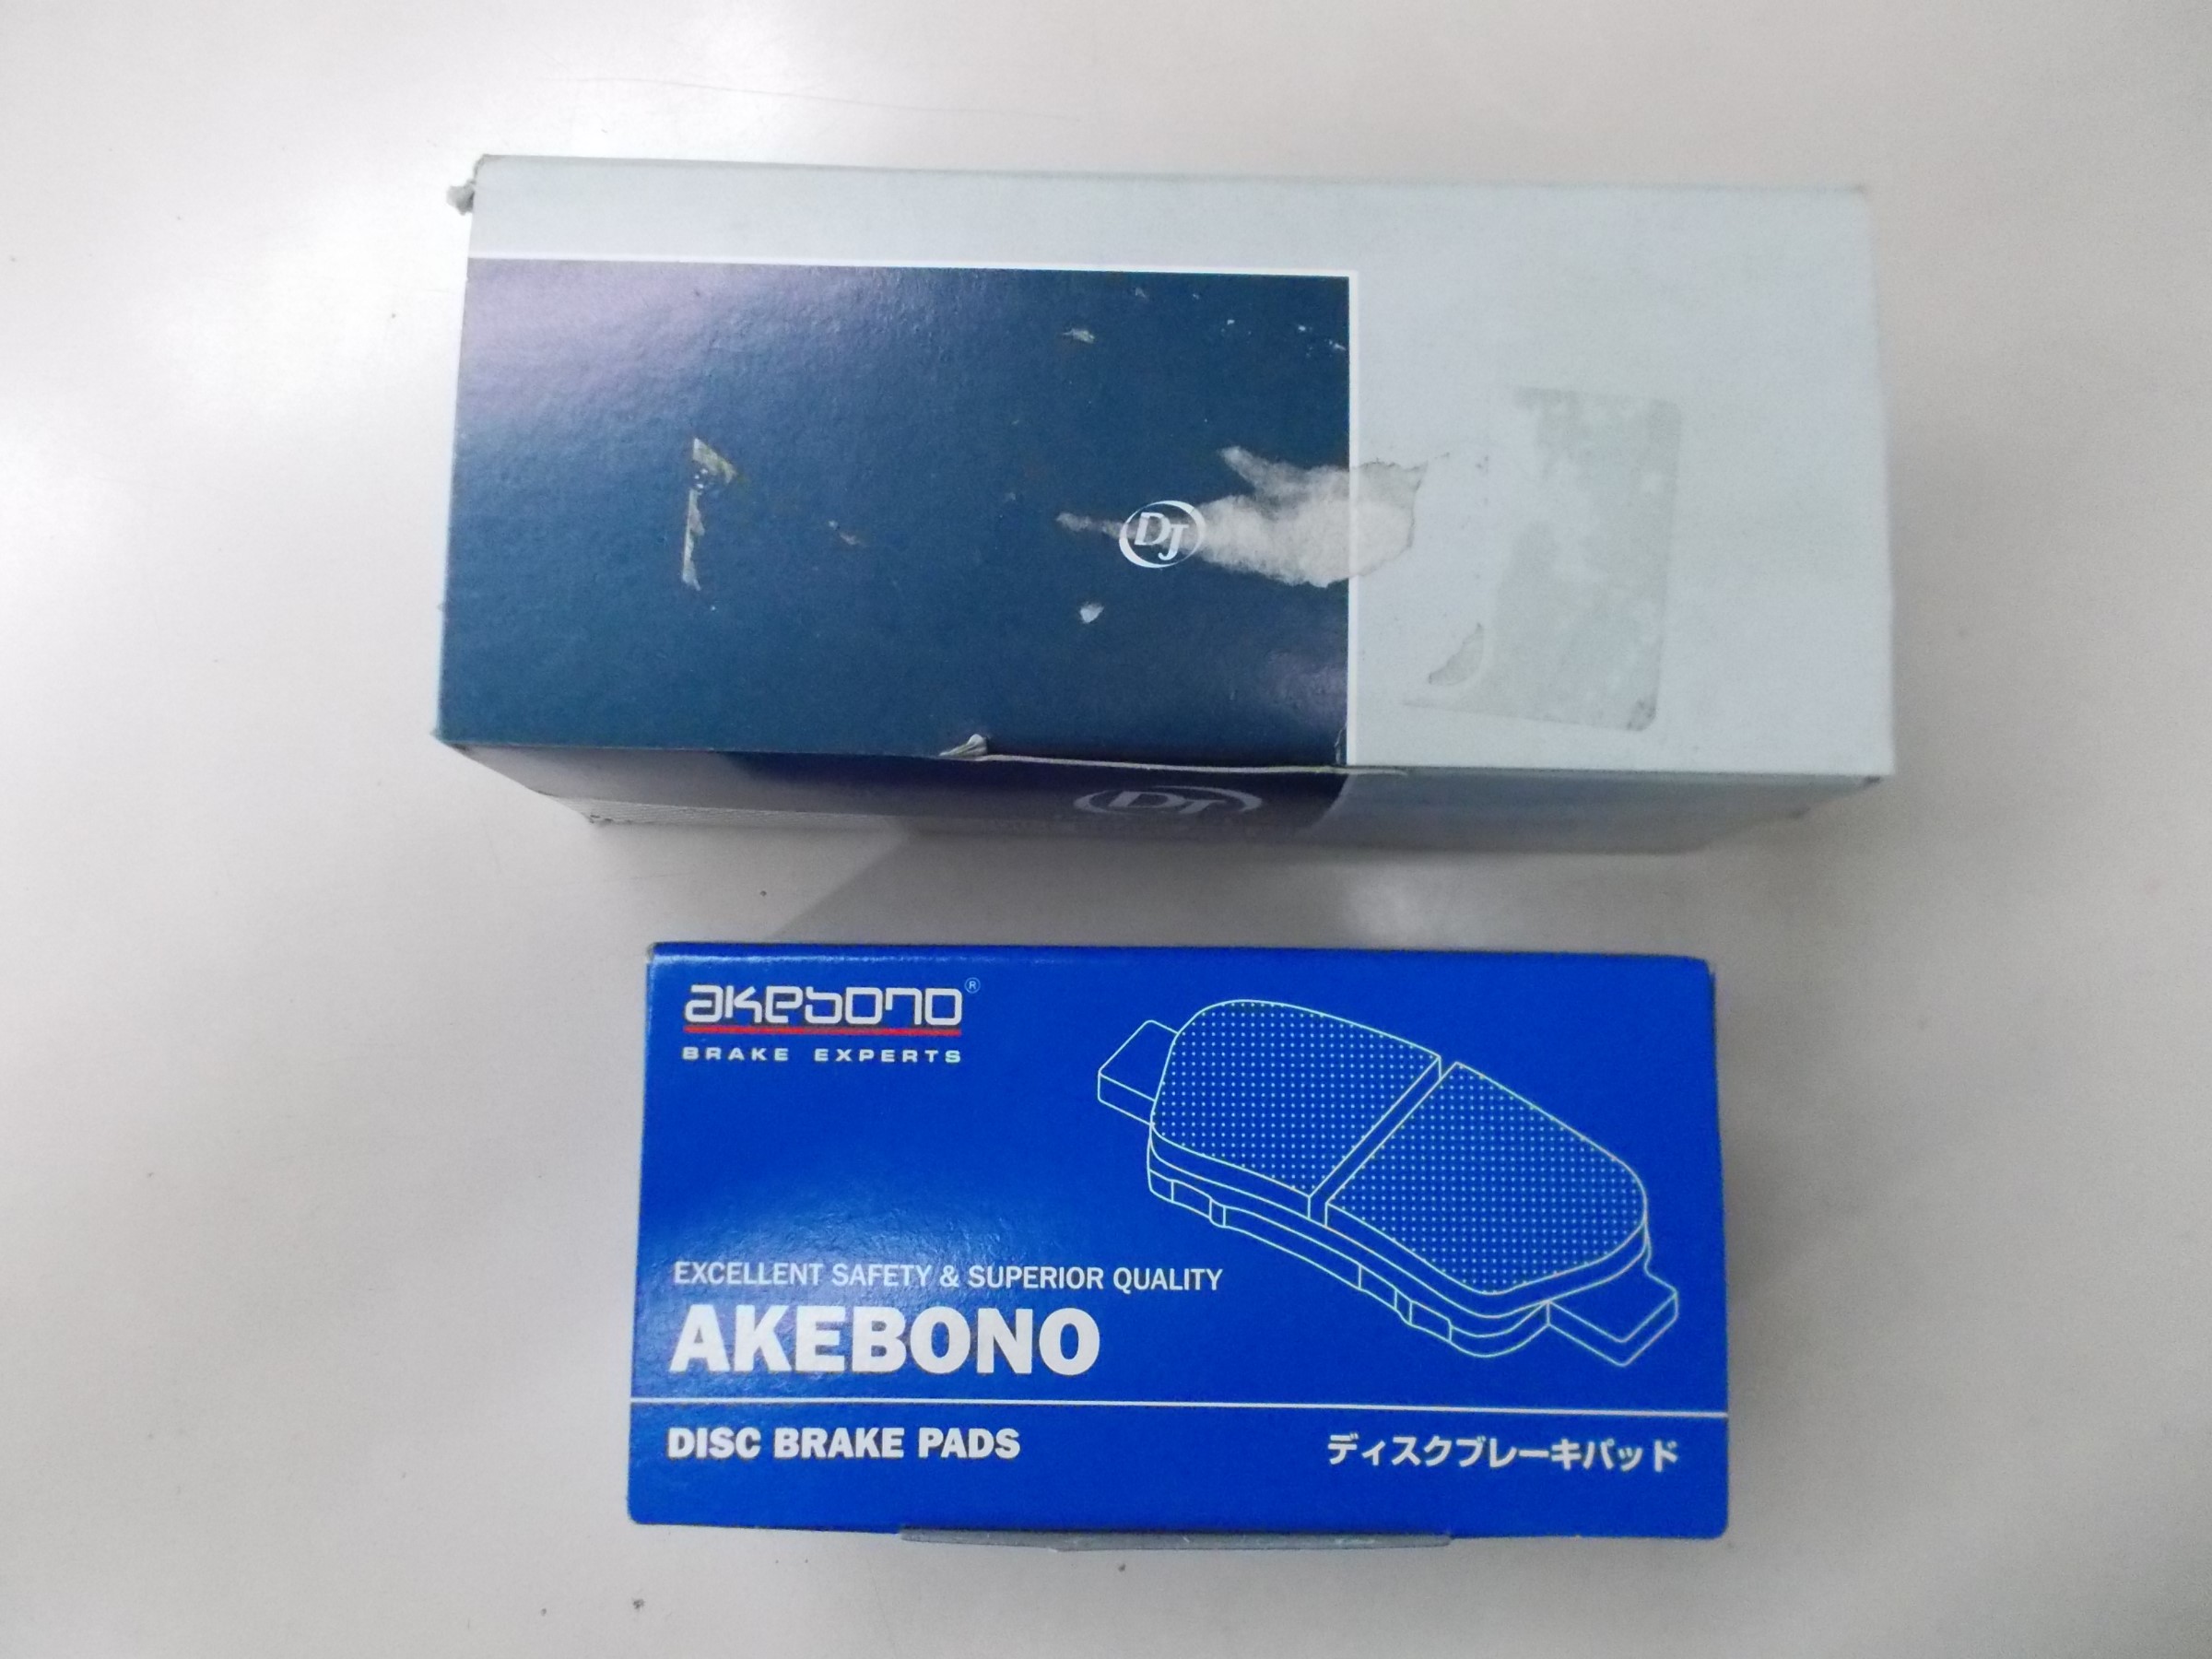 DJ
DJ
akebono®
BRAKE EXPERTS
EXCELLENT SAFETY & SUPERIOR QUALITY
AKEBONO
DISC BRAKE PADS
ディスクブレーキパッド